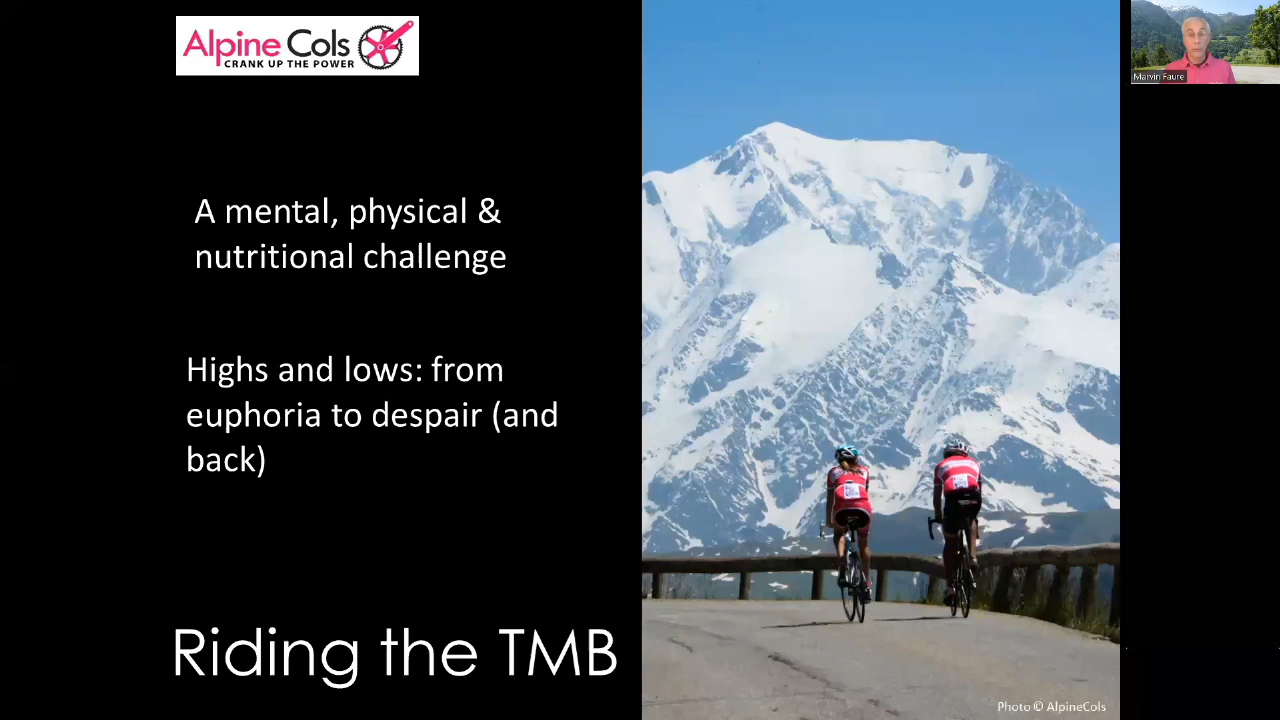 Alpine Cols
CRANK UP THE POWER
Marvin Faure
A mental, physical &
nutritional challenge
Highs and lows: from
euphoria to despair (and
back)
Riding the TMB
Photo © AlpineCols